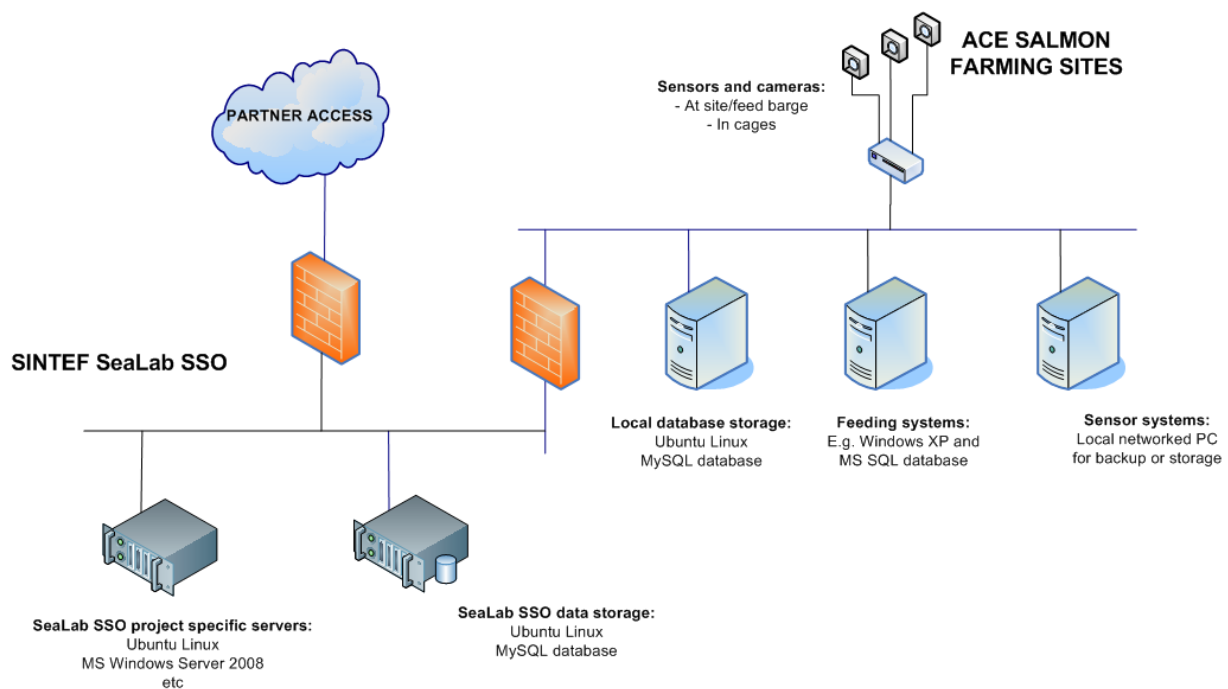 ACE SALMON
FARMING SITES
PARTNER ACCESS
Sensors and cameras:
- At site/feed barge
- In cages
SINTEF SeaLab SSO
Local database storage:
Ubuntu Linux
MySQL database
Feeding systems:
E.g. Windows XP and
MS SQL database
Sensor systems:
Local networked PC
for backup or storage
SeaLab SSO project specific servers:
Ubuntu Linux
MS Windows Server 2008
etc
SeaLab SSO data storage:
Ubuntu Linux
MySQL database